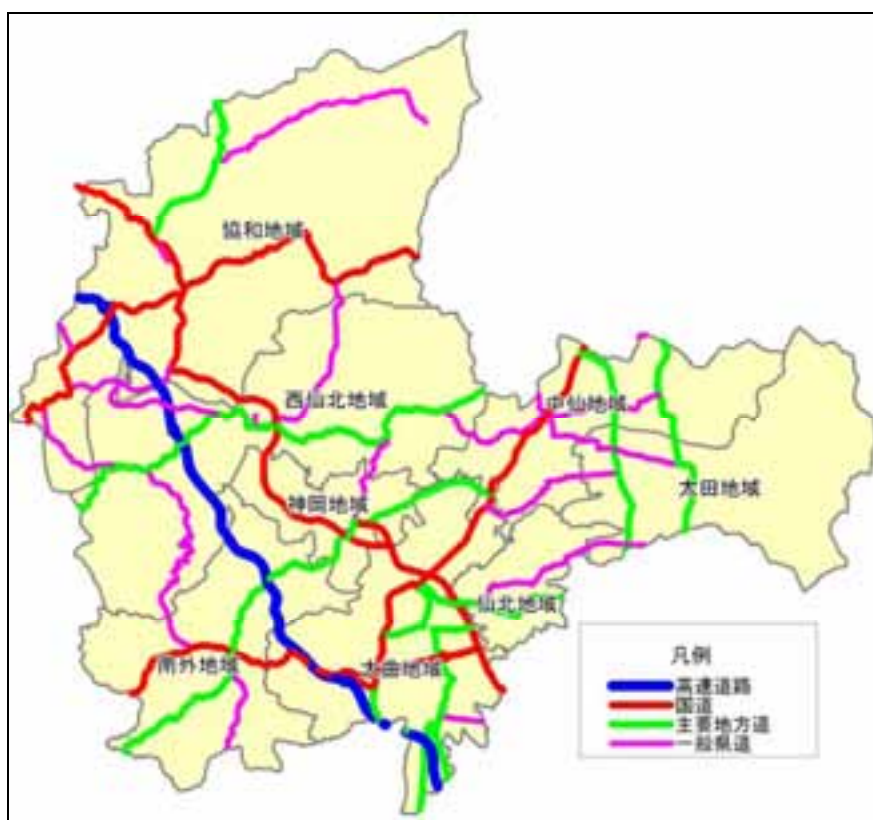 協和地域
西仙北地域
中仙地域
太田地域
神岡地域
仙北地域
南外地域
大曲地域
凡例
高速道路
国道
主要地方道
一般県道